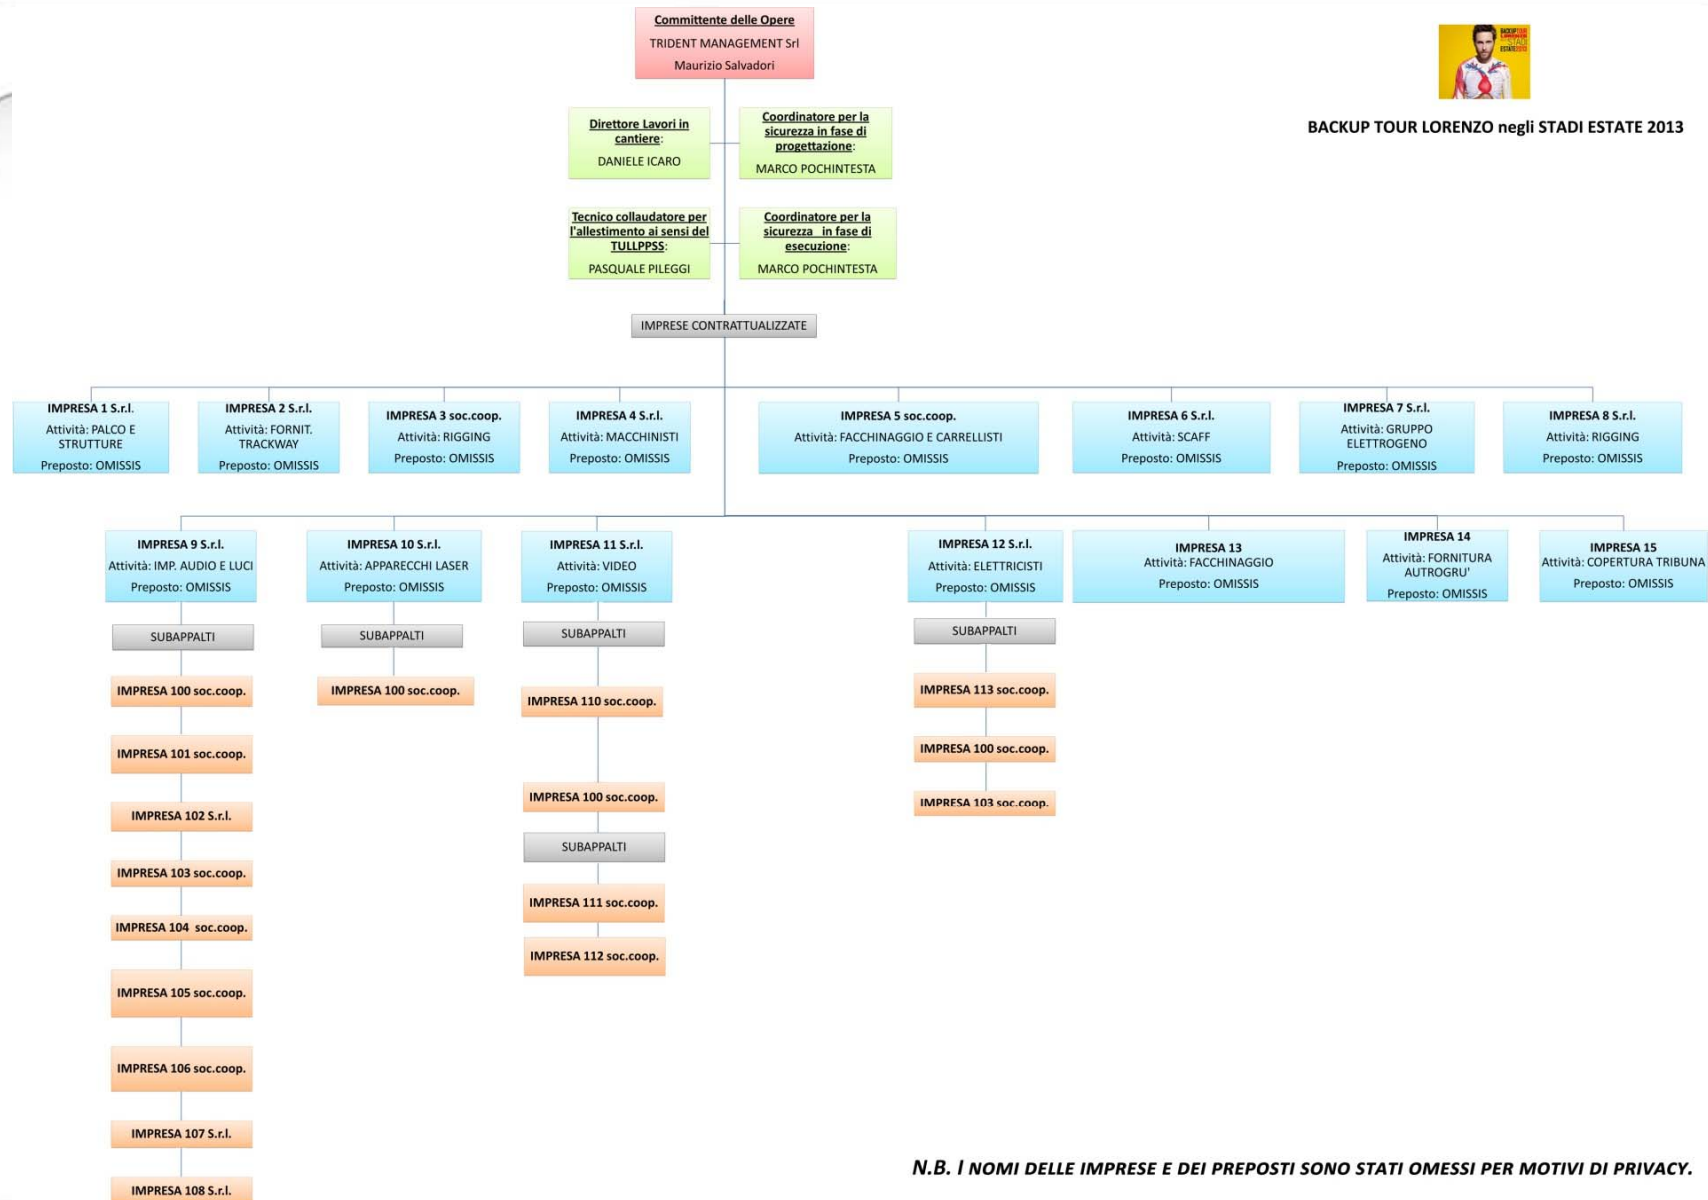 Committente delle Opere
TRIDENT MANAGEMENT Srl
Maurizio Salvadori
BACKUP TOUR
LORENZO
STADI
ESTATE 2013
BACKUP TOUR LORENZO negli STADI ESTATE 2013
Direttore Lavori in
cantiere:
DANIELE ICARO
Coordinatore per la
sicurezza in fase di
progettazione:
MARCO POCHINTESTA
Tecnico collaudatore per
l'allestimento ai sensi del
TULLPPSS:
PASQUALE PILEGGI
Coordinatore per la
sicurezza in fase di
esecuzione:
MARCO POCHINTESTA
IMPRESE CONTRATTUALIZZATE
IMPRESA 1 S.r.l.
Attività: PALCO E
STRUTTURE
Preposto: OMISSIS
IMPRESA 2 S.r.l.
Attività: FORNIT.
TRACKWAY
Preposto: OMISSIS
IMPRESA 3 soc.coop.
Attività: RIGGING
Preposto: OMISSIS
IMPRESA 4 S.r.l.
Attività: MACCHINISTI
Preposto: OMISSIS
IMPRESA 5 soc.coop.
Attività: FACCHINAGGIO E CARRELLISTI
Preposto: OMISSIS
IMPRESA 6 S.r.l.
Attività: SCAFF
Preposto: OMISSIS
IMPRESA 7 S.r.l.
Attività: GRUPPO
ELETTROGENO
Preposto: OMISSIS
IMPRESA 8 S.r.l.
Attività: RIGGING
Preposto: OMISSIS
IMPRESA 9 S.r.l.
Attività: IMP. AUDIO E LUCI
Preposto: OMISSIS
IMPRESA 10 S.r.l.
Attività: APPARECCHI LASER
Preposto: OMISSIS
IMPRESA 11 S.r.l.
Attività: VIDEO
Preposto: OMISSIS
IMPRESA 12 S.r.l.
Attività: ELETTRICISTI
Preposto: OMISSIS
IMPRESA 13
Attività: FACCHINAGGIO
Preposto: OMISSIS
IMPRESA 14
Attività: FORNITURA
AUTROGRU'
Preposto: OMISSIS
IMPRESA 15
Attività: COPERTURA TRIBUNA
Preposto: OMISSIS
SUBAPPALTI
IMPRESA 100 soc.coop.
IMPRESA 101 soc.coop.
IMPRESA 102 S.r.l.
IMPRESA 103 soc.coop.
IMPRESA 104 soc.coop.
IMPRESA 105 soc.coop.
IMPRESA 106 soc.coop.
IMPRESA 107 S.r.l.
IMPRESA 108 S.r.l.
SUBAPPALTI
IMPRESA 100 soc.coop.
SUBAPPALTI
IMPRESA 110 soc.coop.
IMPRESA 100 soc.coop.
SUBAPPALTI
IMPRESA 111 soc.coop.
IMPRESA 112 soc.coop.
SUBAPPALTI
IMPRESA 113 soc.coop.
IMPRESA 100 soc.coop.
IMPRESA 103 soc.coop.
N.B. I NOMI DELLE IMPRESE E DEI PREPOSTI SONO STATI OMESSI PER MOTIVI DI PRIVACY.